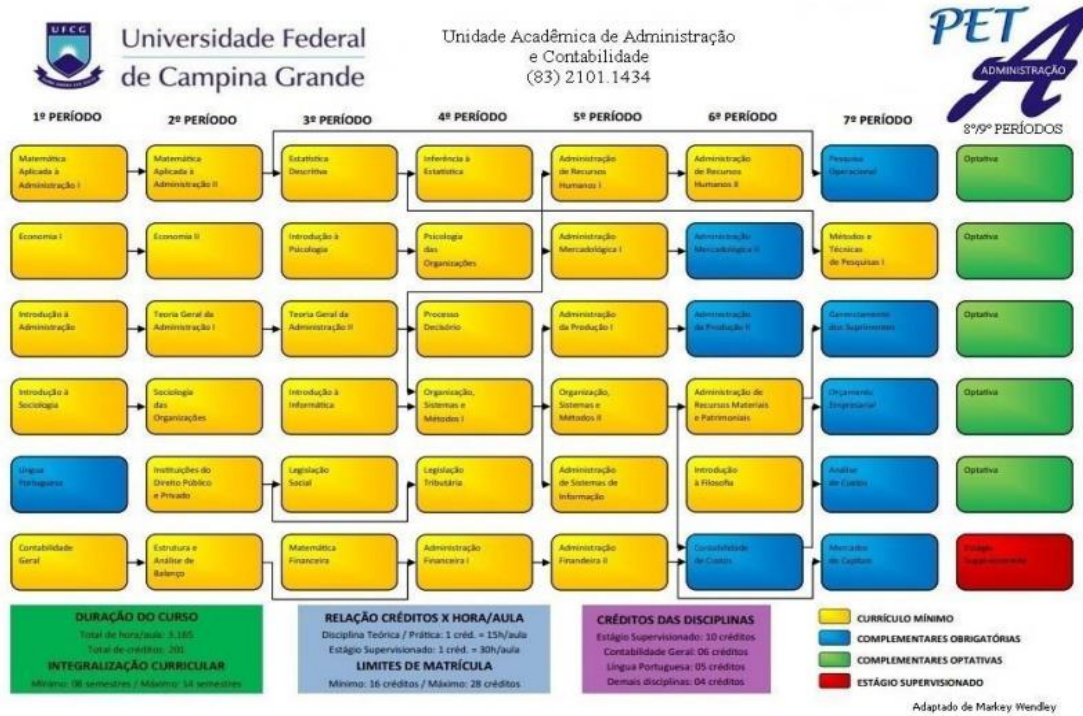 UFCG
Universidade Federal
de Campina Grande
Unidade Acadêmica de Administração
e Contabilidade
(83) 2101.1434
PET
ADMINISTRAÇÃO
1º PERÍODO
2º PERÍODO
3º PERÍODO
4º PERÍODO
5º PERÍODO
6º PERÍODO
7º PERÍODO
8º/9º PERÍODOS
Matemática
Aplicada à
Administração I
Matemática
Aplicada à
Administração II
Estatística
Descritiva
Inferência à
Estatística
Administração
de Recursos
Humanos I
Administração
de Recursos
Humanos II
Pesquisa
Operacional
Optativa
Economia I
Economia II
Introdução à
Psicologia
Psicologia
das
Organizações
Administração
Mercadológica I
Administração
Mercadológica II
Métodos e
Técnicas
de Pesquisas I
Optativa
Introdução à
Administração
Teoria Geral da
Administração I
Teoria Geral da
Administração II
Processo
Decisório
Administração
da Produção I
Administração
da Produção II
Gerenciamento
dos Suprimentos
Optativa
Introdução à
Sociologia
Sociologia
das
Organizações
Introdução à
Informática
Organização,
Sistemas e
Métodos I
Organização,
Sistemas e
Métodos II
Administração de
Recursos Materiais
e Patrimoniais
Orçamento
Empresarial
Optativa
Língua
Portuguesa
Instituições do
Direito Público
e Privado
Legislação
Social
Legislação
Tributária
Administração
de Sistemas de
Informação
Introdução
à Filosofia
Análise
de Custos
Optativa
Contabilidade
Geral
Estrutura e
Análise de
Balanço
Matemática
Financeira
Administração
Financeira I
Administração
Financeira II
Contabilidade
de Custos
Mercados
de Capitais
Estágio
Supervisionado
DURAÇÃO DO CURSO
Total de hora/aula: 3.165
Total de créditos: 201
INTEGRALIZAÇÃO CURRICULAR
Mínimo: 08 semestres / Máximo: 14 semestres
RELAÇÃO CRÉDITOS X HORA/AULA
Disciplina Teórica / Prática: 1 créd. = 15h/aula
Estágio Supervisionado: 1 créd. = 30h/aula
LIMITES DE MATRÍCULA
Mínimo: 16 créditos / Máximo: 28 créditos
CRÉDITOS DAS DISCIPLINAS
Estágio Supervisionado: 10 créditos
Contabilidade Geral: 06 créditos
Língua Portuguesa: 05 créditos
Demais disciplinas: 04 créditos
CURRÍCULO MÍNIMO
COMPLEMENTARES OBRIGATÓRIAS
COMPLEMENTARES OPTATIVAS
ESTÁGIO SUPERVISIONADO
Adaptado de Markey Wendley